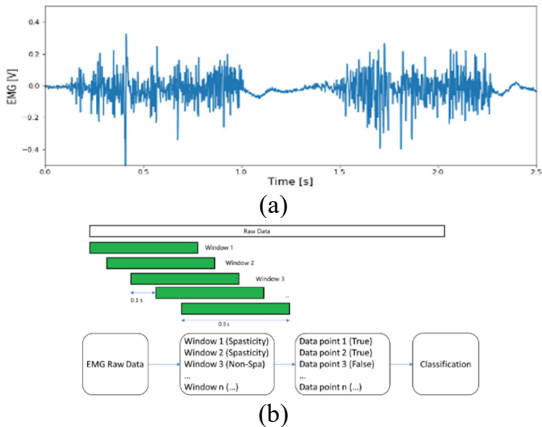 0.4
0.2
0.0
−0.2
−0.4
EMG [V]
0.0 0.5 1.0 1.5 2.0 2.5
Time [s]
(a)
Raw Data
Window 1
Window 2
Window 3
0.1 s
...
0.5 s
EMG Raw Data
Window 1 (Spasticity)
Window 2 (Spasticity)
Window 3 (Non-Spa)
...
Window n (...)
Data point 1 (True)
Data point 2 (True)
Data point 3 (False)
...
Data point n (...)
Classification
(b)